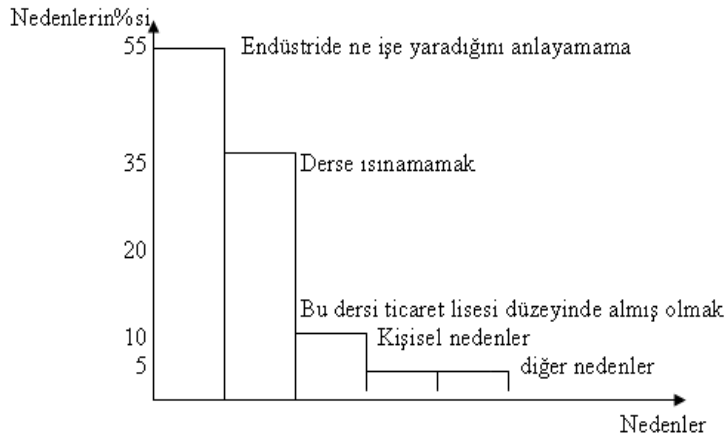 Nedenlerin%si
55
Endüstride ne işe yaradığını anlayamama
35
Derse ısınamamak
20
Bu dersi ticaret lisesi düzeyinde almış olmak
10
Kişisel nedenler
5
diğer nedenler
Nedenler